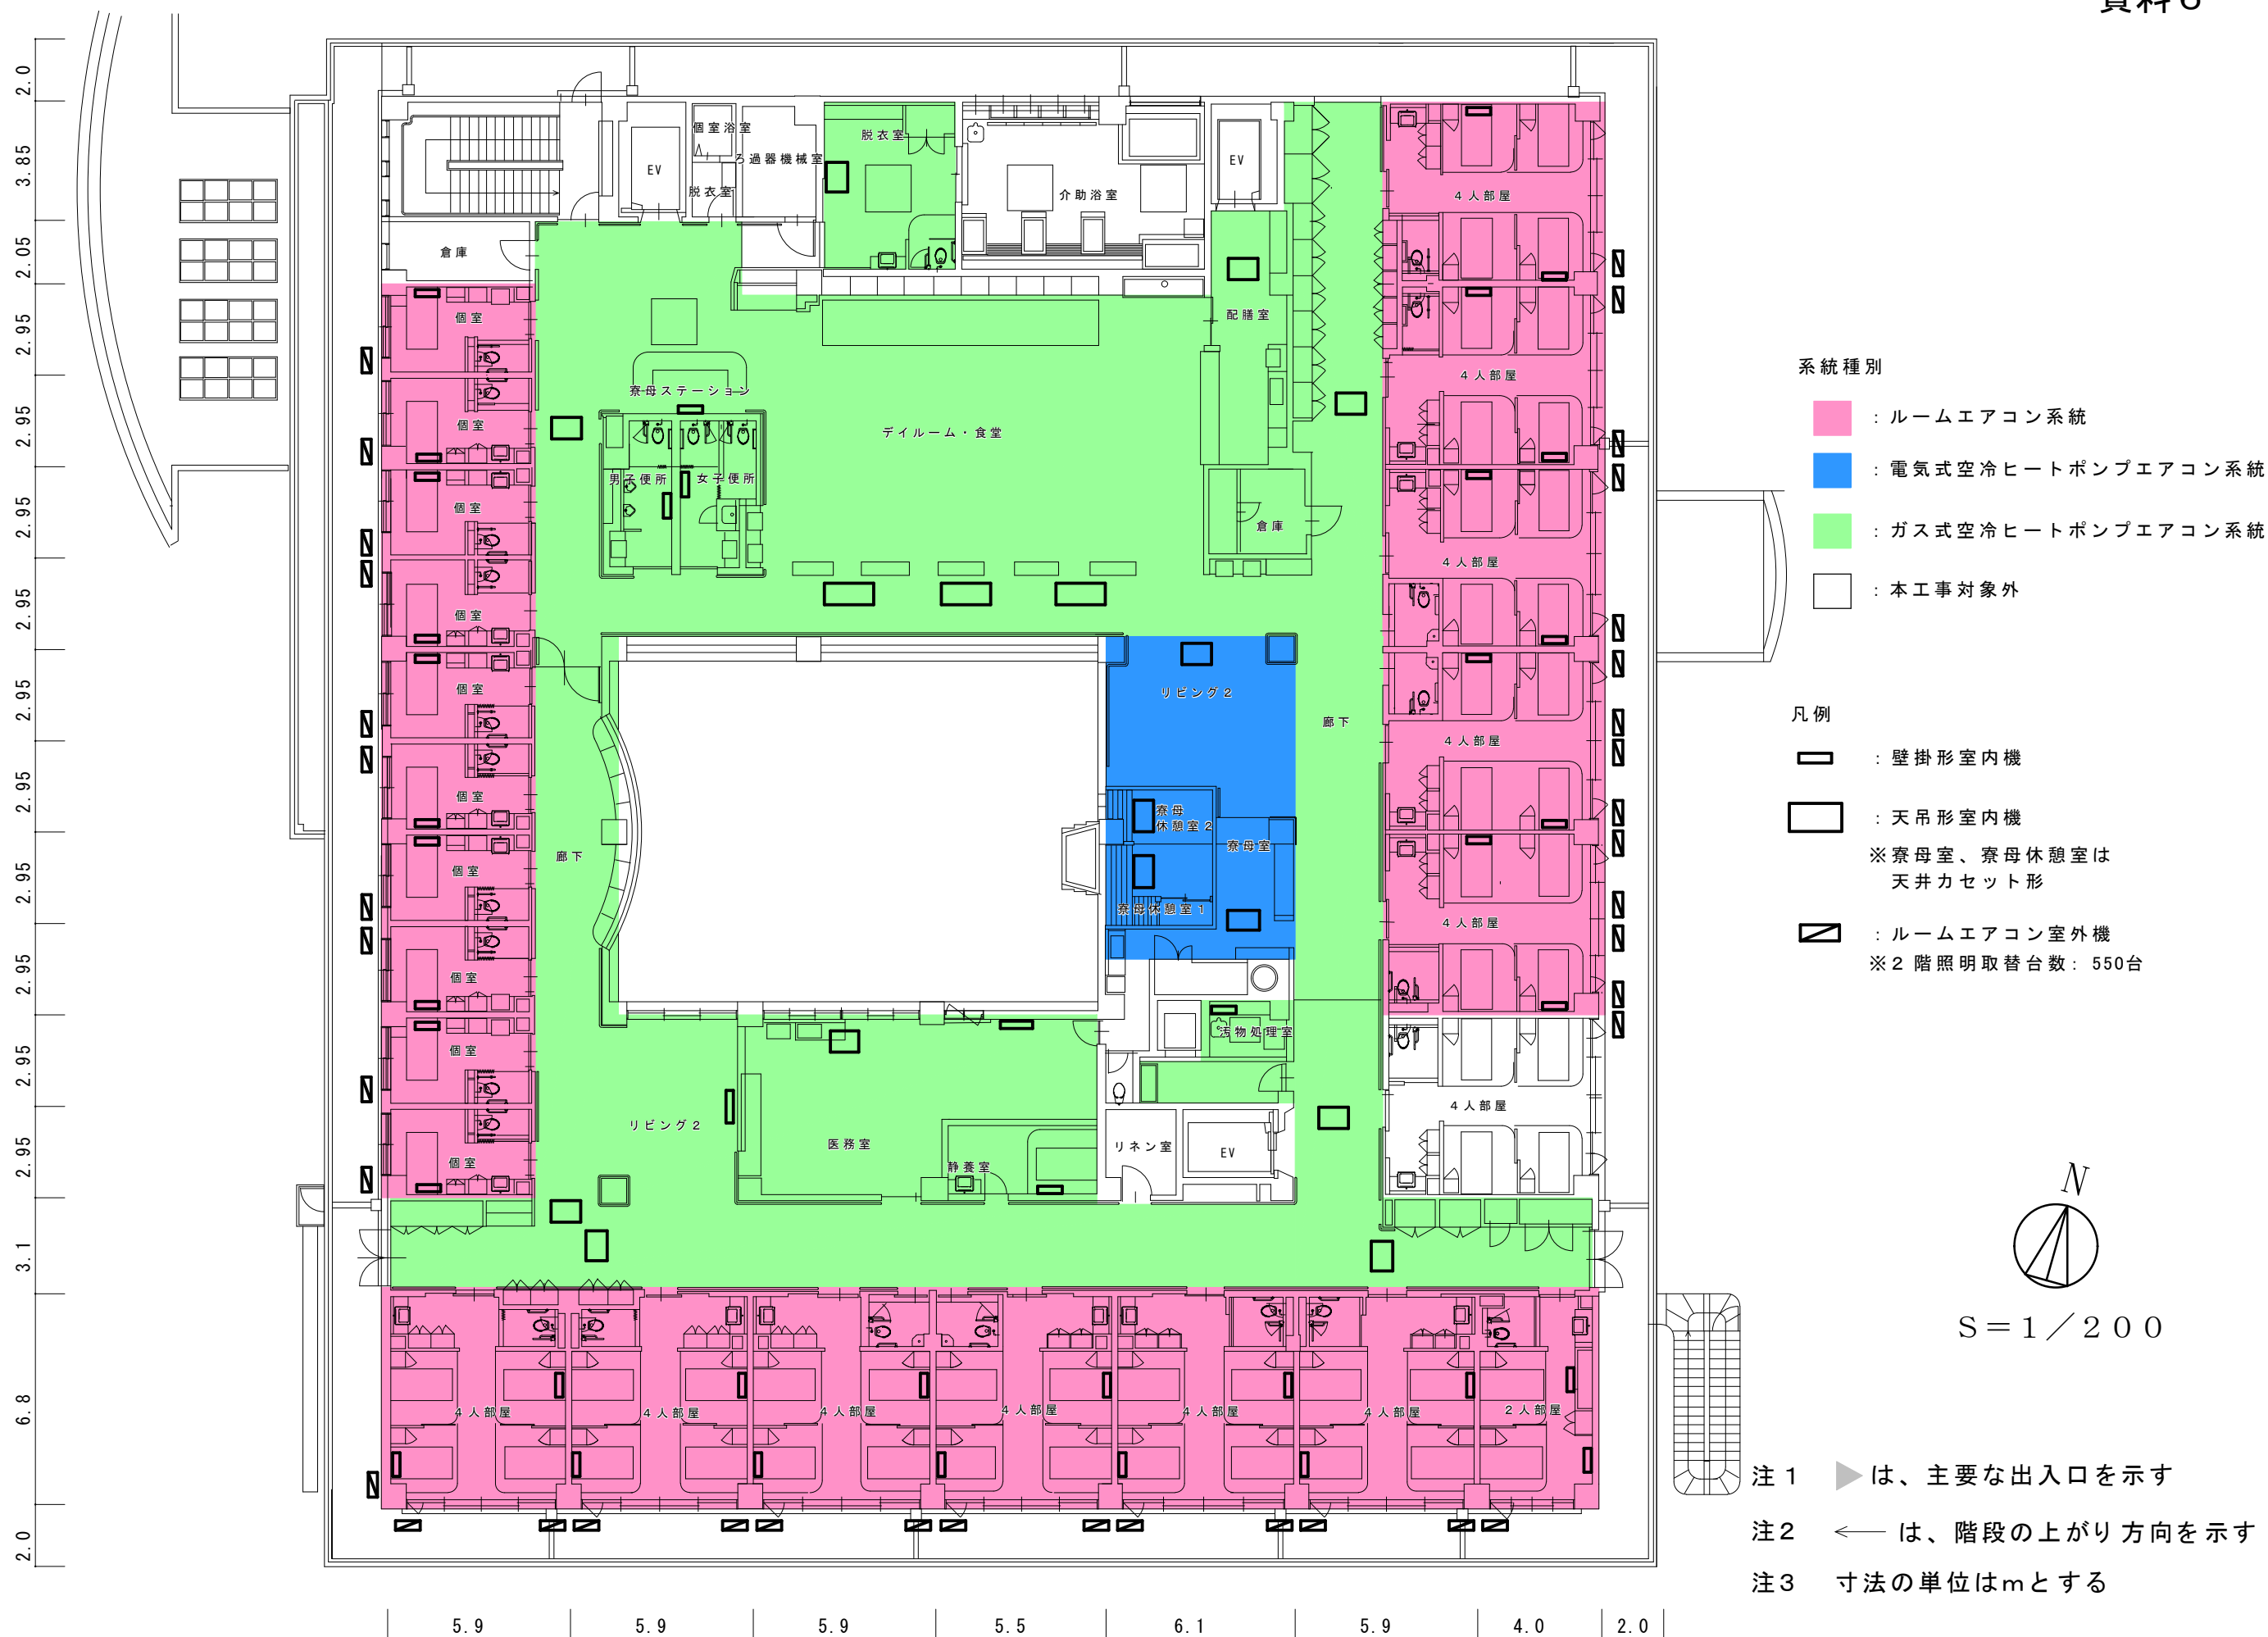 資料6
2.0
3.85
2.05
2.95
2.95
2.95
2.95
2.95
2.95
2.95
2.95
2.95
2.95
3.1
6.8
2.0
個室浴室
ろ過器機械室
脱衣室
EV
脱衣室
介助浴室
EV
4人部屋
倉庫
個室
配膳室
4人部屋
寮母ステーション
個室
デイルーム・食堂
男子便所
女子便所
個室
倉庫
4人部屋
個室
リビング2
個室
廊下
4人部屋
個室
寮母
休憩室2
寮母室
廊下
個室
寮母休憩室1
4人部屋
個室
汚物処理室
個室
4人部屋
リビング2
医務室
リネン室
EV
静養室
個室
4人部屋
4人部屋
4人部屋
4人部屋
4人部屋
4人部屋
2人部屋
系統種別
：ルームエアコン系統
：電気式空冷ヒートポンプエアコン系統
：ガス式空冷ヒートポンプエアコン系統
：本工事対象外
凡例
：壁掛形室内機
：天吊形室内機
※寮母室、寮母休憩室は
天井カセット形
：ルームエアコン室外機
※2階照明取替台数：550台
N
S=1/200
注1 は、主要な出入口を示す
注2 は、階段の上がり方向を示す
注3 寸法の単位はmとする
5.9 5.9 5.9 5.5 6.1 5.9 4.0 2.0